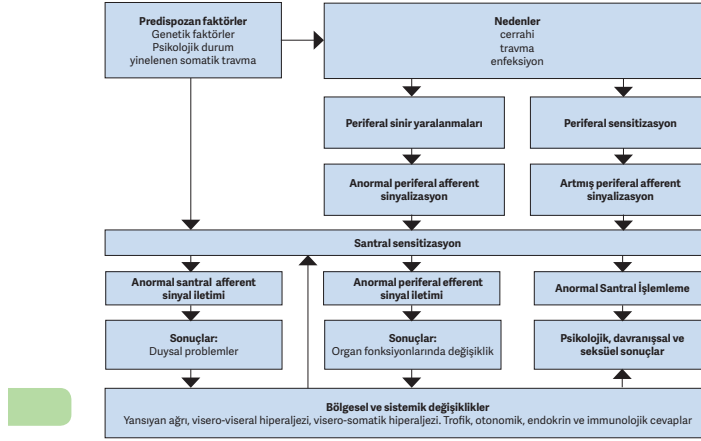 Predispozan faktörler
Genetik faktörler
Psikolojik durum
yinelenen somatik travma
Nedenler
cerrahi
travma
enfeksiyon
Periferal sinir yaralanmaları
Periferal sensitizasyon
Anormal periferal afferent
sinyalizasyon
Artmış periferal afferent
sinyalizasyon
Santral sensitizasyon
Anormal santral afferent
sinyal iletimi
Anormal periferal efferent
sinyal iletimi
Anormal Santral İşlemleme
Sonuçlar:
Duysal problemler
Sonuçlar:
Organ fonksiyonlarında değişiklik
Psikolojik, davranışsal ve
seksüel sonuçlar
Bölgesel ve sistemik değişiklikler
Yansıyan ağrı, visero-viseral hiperaljezi, visero-somatik hiperaljezi. Trofik, otonomik, endokrin ve immunolojik cevaplar